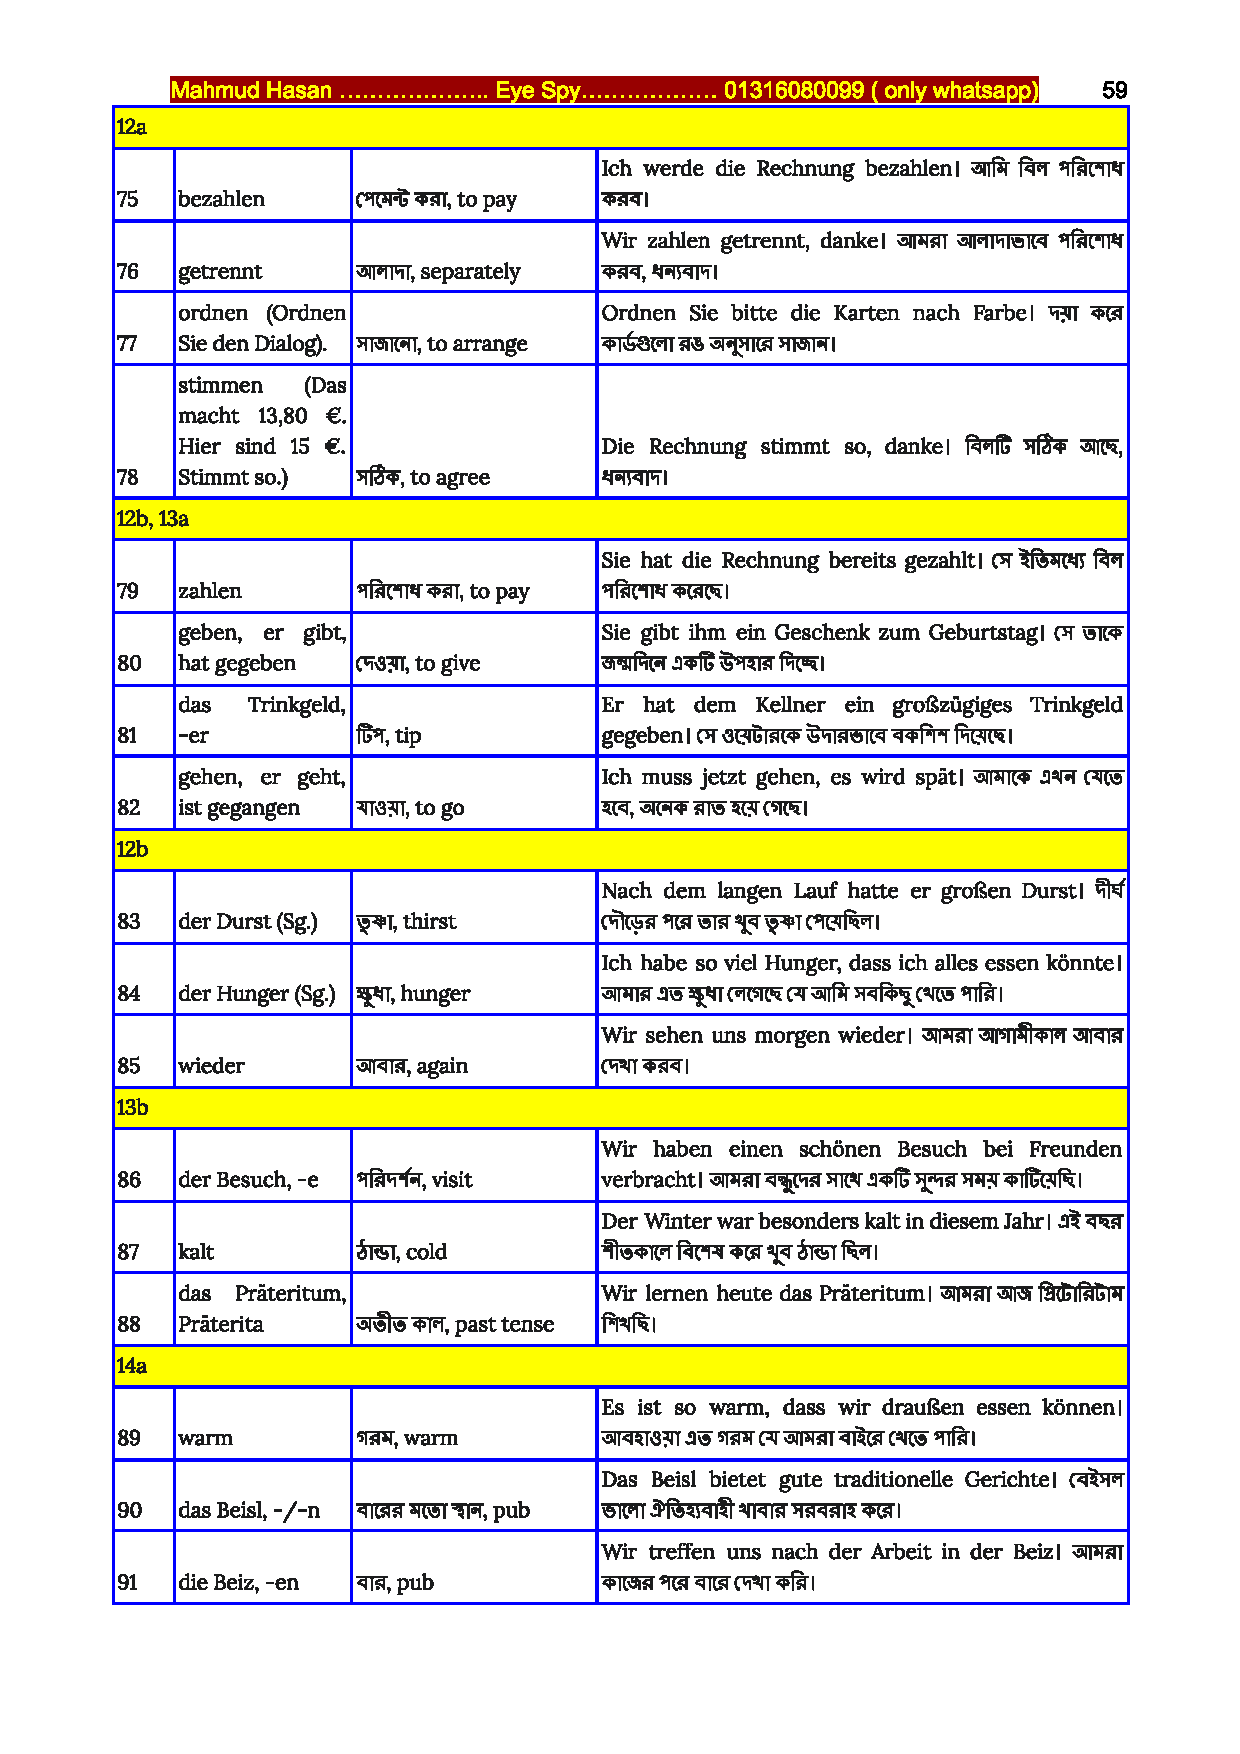 Mahmud Hasan ……………….. Eye Spy……………… 01316080099 ( only whatsapp) 59
12a
Ich werde die Rechnung bezahlen। আমি বিল পরিশোধ
75 bezahlen পেমেন্ট করা, to pay করব।
Wir zahlen getrennt, danke। আমরা আলাদাভাবে পরিশোধ
76 getrennt আলাদা, separately করব, ধন্যবাদ।
ordnen (Ordnen Ordnen Sie bitte die Karten nach Farbe। দয়া করে
77 Sie den Dialog). সাজানো, to arrange কার্ডগুলো রঙ অনুসারে সাজান।
stimmen (Das
macht 13,80 €.
Hier sind 15 €. Die Rechnung stimmt so, danke। বিলটি সঠিক আছে,
78 Stimmt so.) সঠিক, to agree ধন্যবাদ।
12b, 13a
Sie hat die Rechnung bereits gezahlt। সে ইতিমধ্যে বিল
79 zahlen পরিশোধ করা, to pay পরিশোধ করেছে।
geben, er gibt, Sie gibt ihm ein Geschenk zum Geburtstag। সে তাকে
80 hat gegeben দেওয়া, to give জন্মদিনে একটি উপহার দিচ্ছে।
das Trinkgeld, Er hat dem Kellner ein großzügiges Trinkgeld
81 -er টিপ, tip gegeben। সে ওয়েটারকে উদারভাবে বকশিশ দিয়েছে।
gehen, er geht, Ich muss jetzt gehen, es wird spät। আমাকে এখন যেতে
82 ist gegangen যাওয়া, to go হবে, অনেক রাত হয়ে গেছে।
12b
Nach dem langen Lauf hatte er großen Durst। দীর্ঘ
83 der Durst (Sg.) তৃষ্ণা, thirst দৌড়ের পরে তার খুব তৃষ্ণা পেয়েছিল।
Ich habe so viel Hunger, dass ich alles essen könnte।
84 der Hunger (Sg.) ক্ষুধা, hunger আমার এত ক্ষুধা লেগেছে যে আমি সবকিছু খেতে পারি।
Wir sehen uns morgen wieder। আমরা আগামীকাল আবার
85 wieder আবার, again দেখা করব।
13b
Wir haben einen schönen Besuch bei Freunden
86 der Besuch, -e পরিদর্শন, visit verbracht। আমরা বন্ধুদের সাথে একটি সুন্দর সময় কাটিয়েছি।
Der Winter war besonders kalt in diesem Jahr। এই বছর
87 kalt ঠান্ডা, cold শীতকালে বিশেষ করে খুব ঠান্ডা ছিল।
das Präteritum, Wir lernen heute das Präteritum। আমরা আজ প্রিটোরিটাম
88 Präterita অতীত কাল, past tense শিখছি।
14a
Es ist so warm, dass wir draußen essen können।
89 warm গরম, warm আবহাওয়া এত গরম যে আমরা বাইরে খেতে পারি।
Das Beisl bietet gute traditionelle Gerichte। বেইসল
90 das Beisl, -/-n বারের মতো স্থান, pub ভালো ঐতিহ্যবাহী খাবার সরবরাহ করে।
Wir treffen uns nach der Arbeit in der Beiz। আমরা
91 die Beiz, -en বার, pub কাজের পরে বারে দেখা করি।